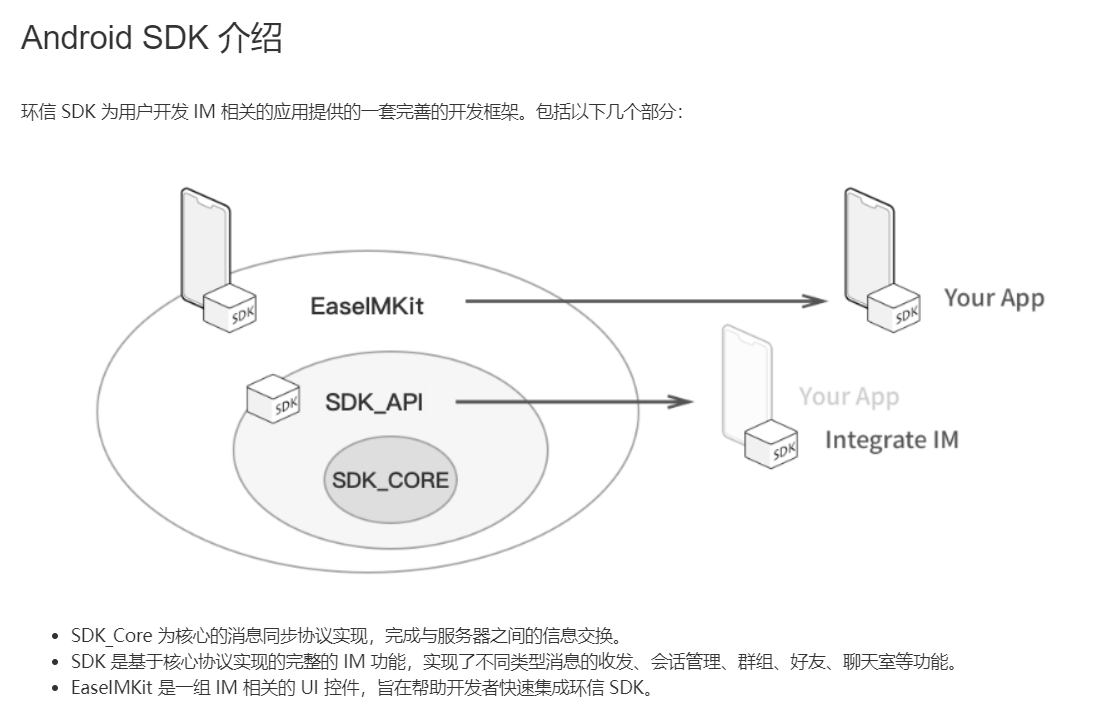 Android SDK 介绍
环信 SDK 为用户开发 IM 相关的应用提供的一套完善的开发框架。包括以下几个部分：
SDK
EaseIMKit
SDK
Your App
SDK
SDK_API
Your App
Integrate IM
SDK
SDK_CORE
• SDK_Core 为核心的消息同步协议实现，完成与服务器之间的信息交换。
• SDK 是基于核心协议实现的完整的 IM 功能，实现了不同类型消息的收发、会话管理、群组、好友、聊天室等功能。
• EaseIMKit 是一组 IM 相关的 UI 控件，旨在帮助开发者快速集成环信 SDK。